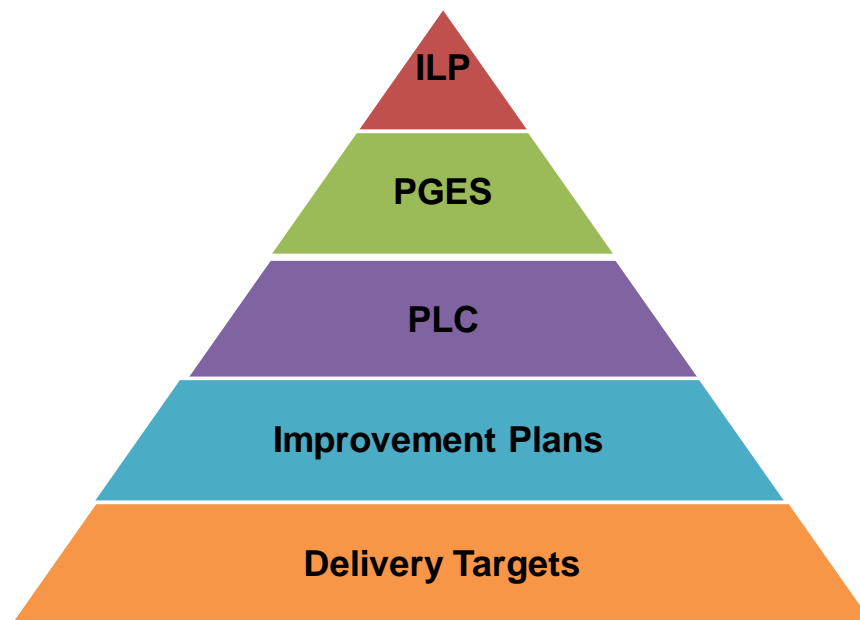 ILP
PGES
PLC
Improvement Plans
Delivery Targets